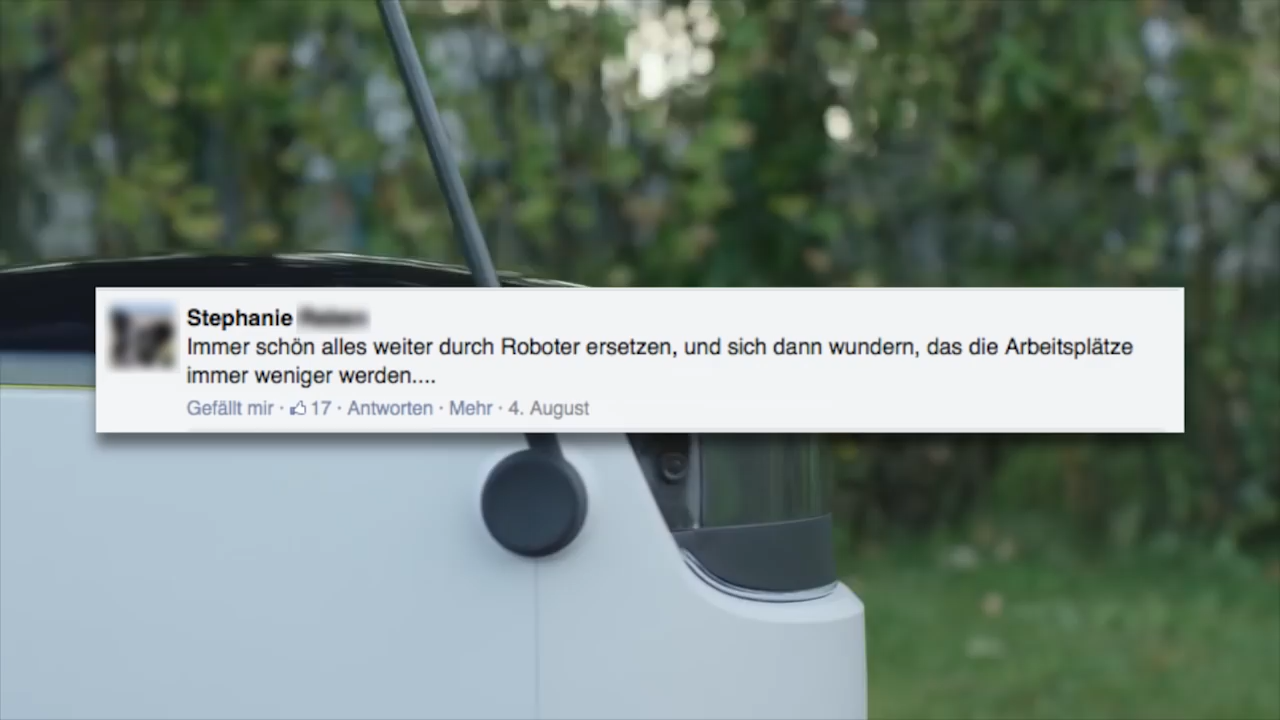 Stephanie
Immer schön alles weiter durch Roboter ersetzen, und sich dann wundern, das die Arbeitsplätze
immer weniger werden....
Gefällt mir · 17 · Antworten · Mehr · 4. August